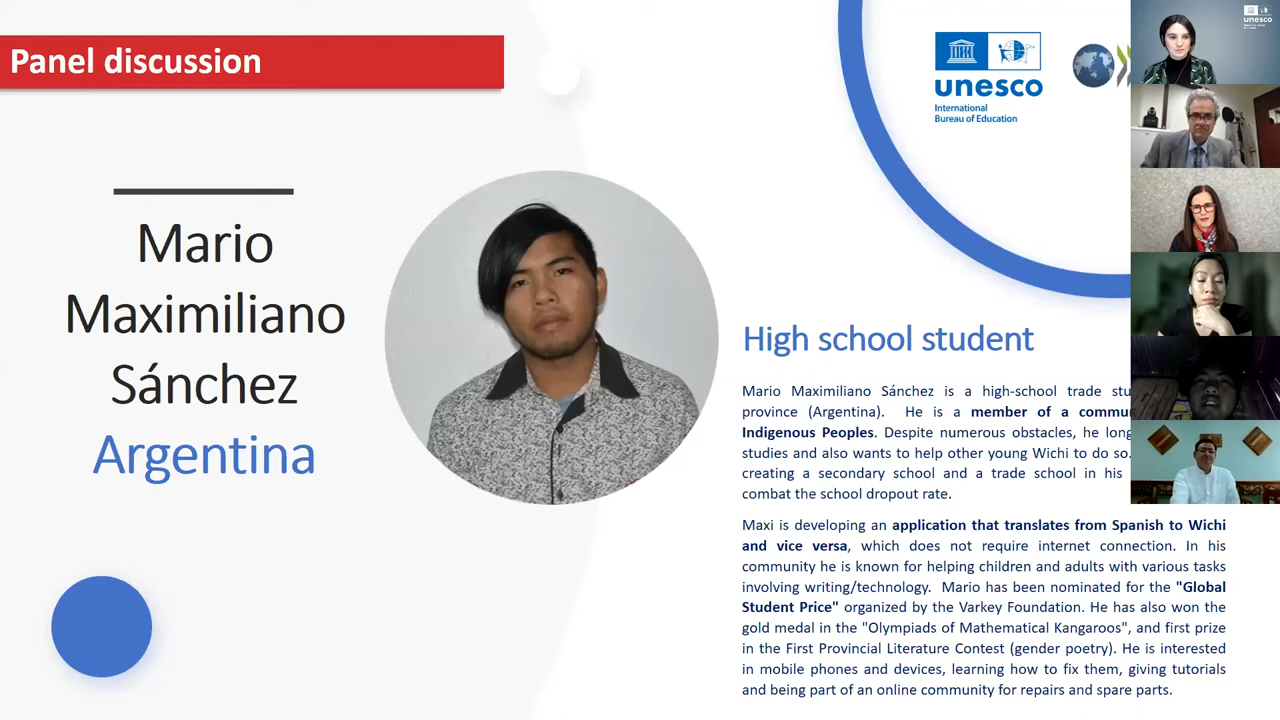 Panel discussion
unesco
International
Bureau of Education
unesco
Mario
Maximiliano
Sánchez
Argentina
High school student
Mario Maximiliano Sánchez is a high-school trade
province (Argentina). He is a member of a
Indigenous Peoples. Despite numerous obstacles, he
studies and also wants to help other young Wichi to do so.
creating a secondary school and a trade school in his
combat the school dropout rate.
Maxi is developing an application that translates from Spanish to Wichi
and vice versa, which does not require internet connection. In his
community he is known for helping children and adults with various tasks
involving writing/technology. Mario has been nominated for the "Global
Student Price" organized by the Varkey Foundation. He has also won the
gold medal in the "Olympiads of Mathematical Kangaroos", and first prize
in the First Provincial Literature Contest (gender poetry). He is interested
in mobile phones and devices, learning how to fix them, giving tutorials
and being part of an online community for repairs and spare parts.